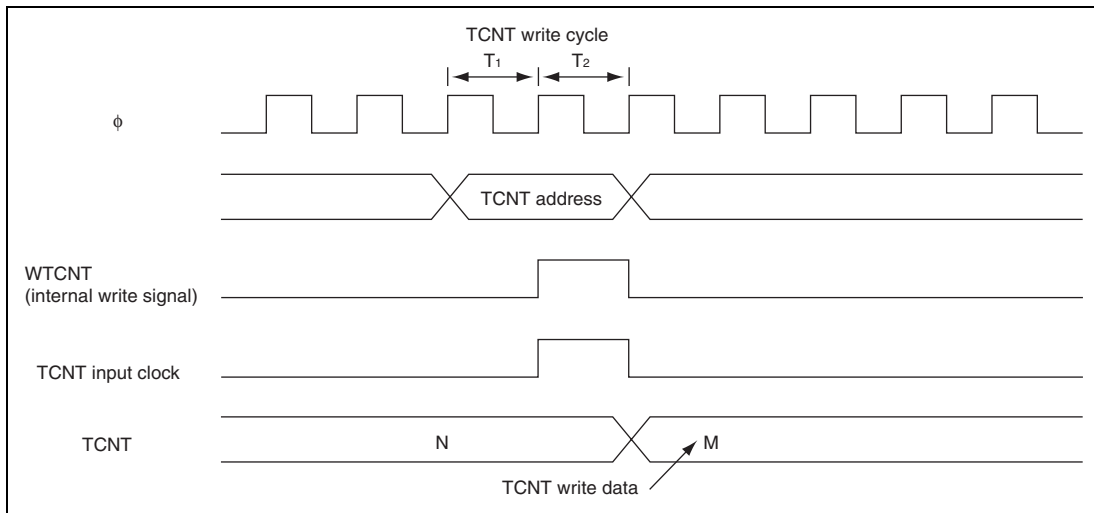 TCNT write cycle
T1 T2
ϕ
TCNT address
WTCNT
(internal write signal)
TCNT input clock
TCNT N M
TCNT write data